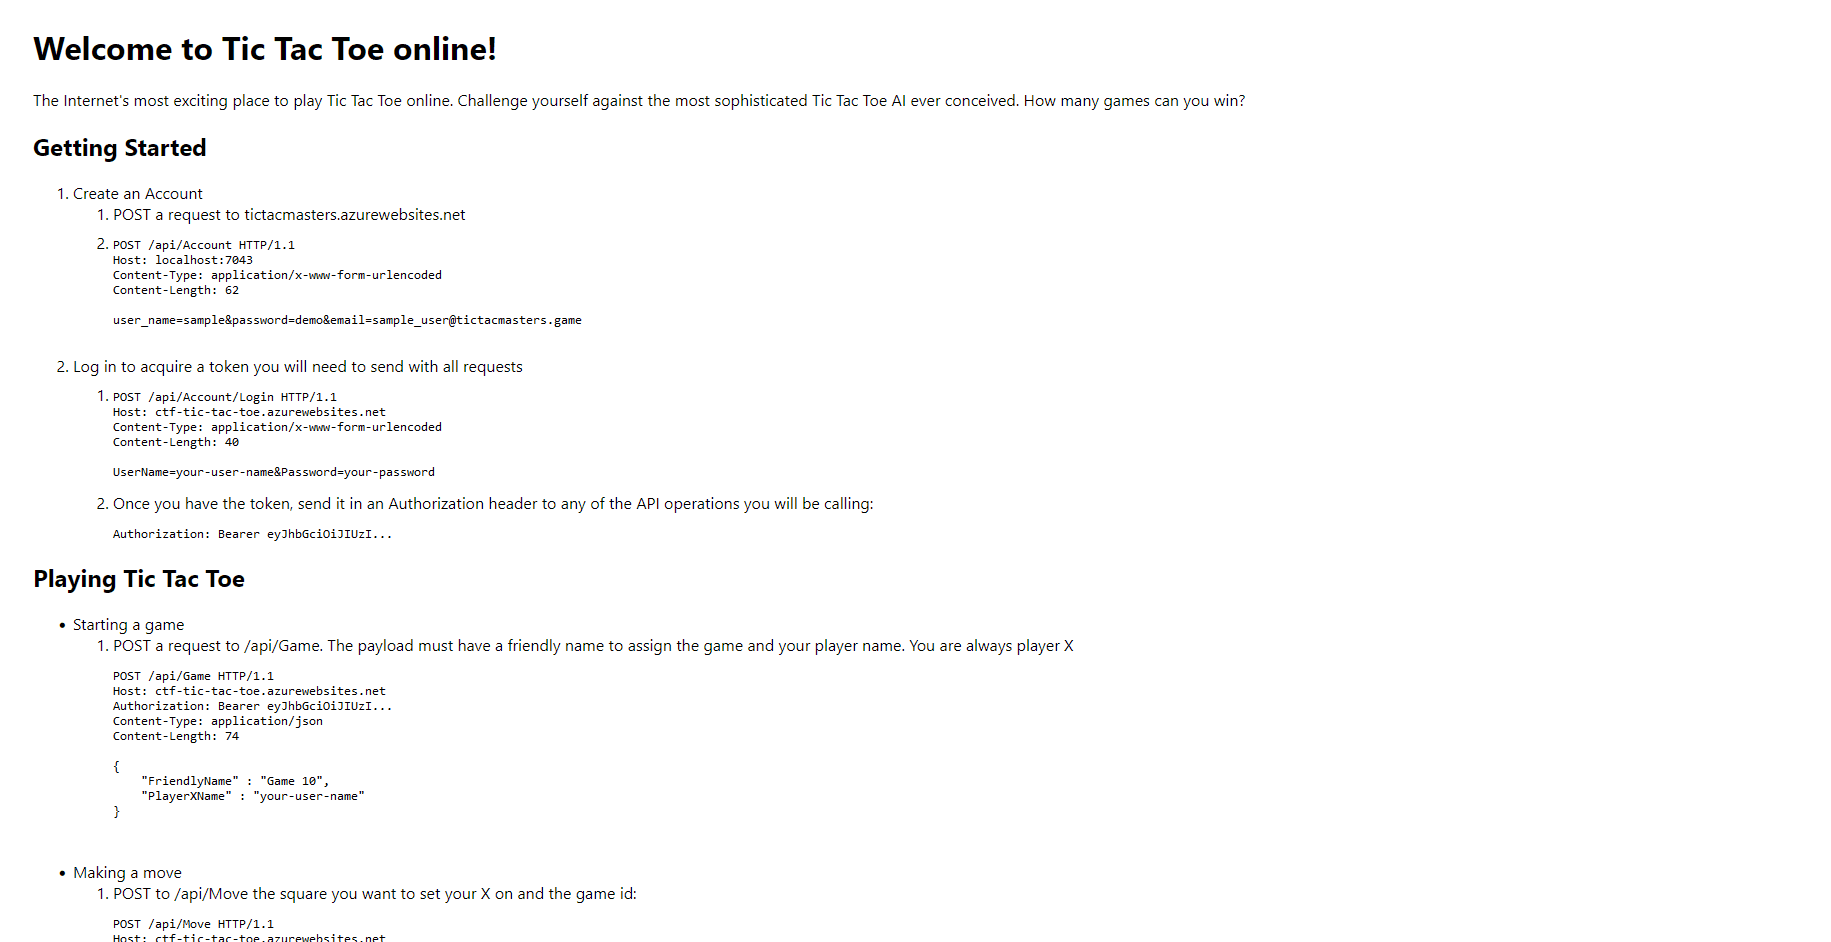 Welcome to Tic Tac Toe online!
The Internet's most exciting place to play Tic Tac Toe online. Challenge yourself against the most sophisticated Tic Tac Toe AI ever conceived. How many games can you win?
Getting Started
1. Create an Account
1. POST a request to tictacmasters.azurewebsites.net
2. POST /api/Account HTTP/1.1
Host: localhost:7043
Content-Type: application/x-www-form-urlencoded
Content-Length: 62
user_name=sample&password=demo&email=sample_user@tictacmasters.game
2. Log in to acquire a token you will need to send with all requests
1. POST /api/Account/Login HTTP/1.1
Host: ctf-tic-tac-toe.azurewebsites.net
Content-Type: application/x-www-form-urlencoded
Content-Length: 40
UserName=your-user-name&Password=your-password
2. Once you have the token, send it in an Authorization header to any of the API operations you will be calling:
Authorization: Bearer eyJhbGciOiJIUzI...
Playing Tic Tac Toe
• Starting a game
1. POST a request to /api/Game. The payload must have a friendly name to assign the game and your player name. You are always player X
POST /api/Game HTTP/1.1
Host: ctf-tic-tac-toe.azurewebsites.net
Authorization: Bearer eyJhbGciOiJIUzI...
Content-Type: application/json
Content-Length: 74
{
"FriendlyName" : "Game 10",
"PlayerXName" : "your-user-name"
}
• Making a move
1. POST to /api/Move the square you want to set your X on and the game id:
POST /api/Move HTTP/1.1
Host: ctf-tic-tac-toe.azurewebsites.net